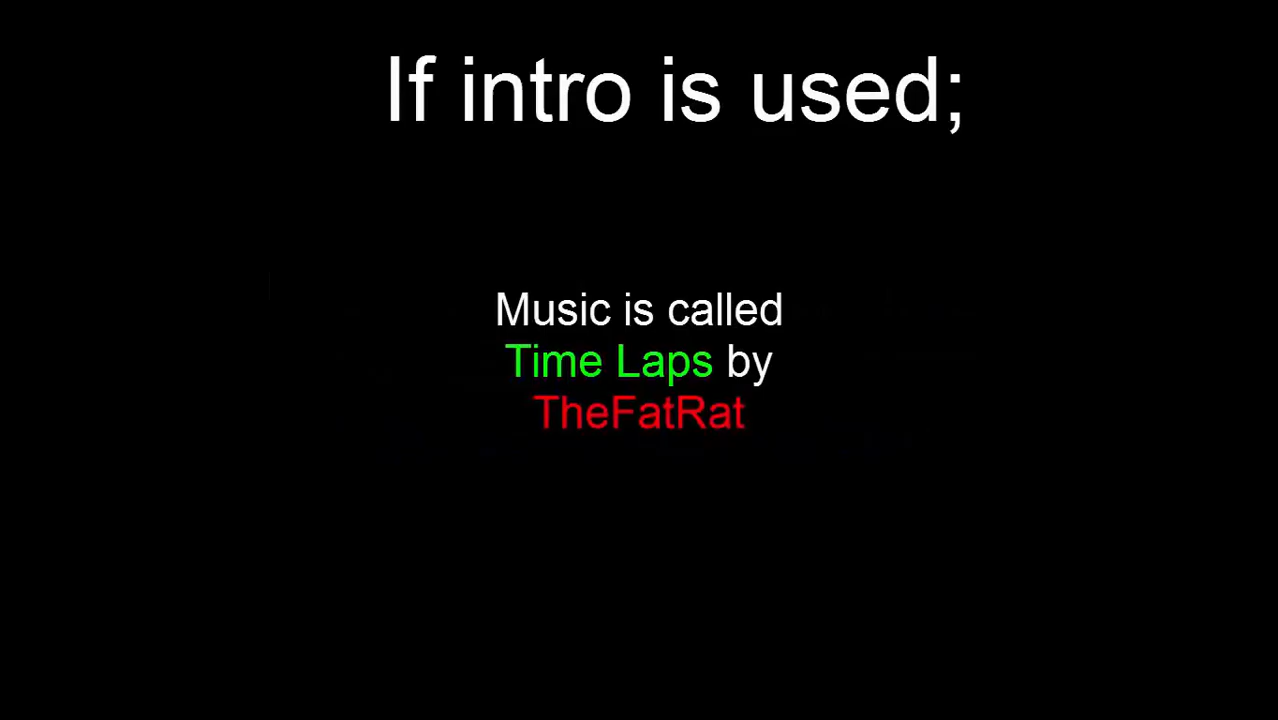 If intro is used;
Music is called
Time Laps by
TheFatRat